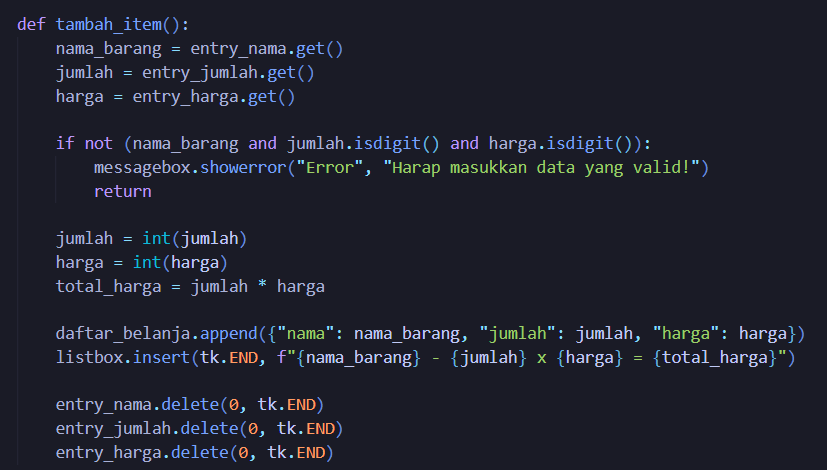 def tambah_item():
    nama_barang = entry_nama.get()
    jumlah = entry_jumlah.get()
    harga = entry_harga.get()

    if not (nama_barang and jumlah.isdigit() and harga.isdigit()):
        messagebox.showerror("Error", "Harap masukkan data yang valid!")
        return

    jumlah = int(jumlah)
    harga = int(harga)
    total_harga = jumlah * harga

    daftar_belanja.append({"nama": nama_barang, "jumlah": jumlah, "harga": harga})
    listbox.insert(tk.END, f"{nama_barang} - {jumlah} x {harga} = {total_harga}")

    entry_nama.delete(0, tk.END)
    entry_jumlah.delete(0, tk.END)
    entry_harga.delete(0, tk.END)